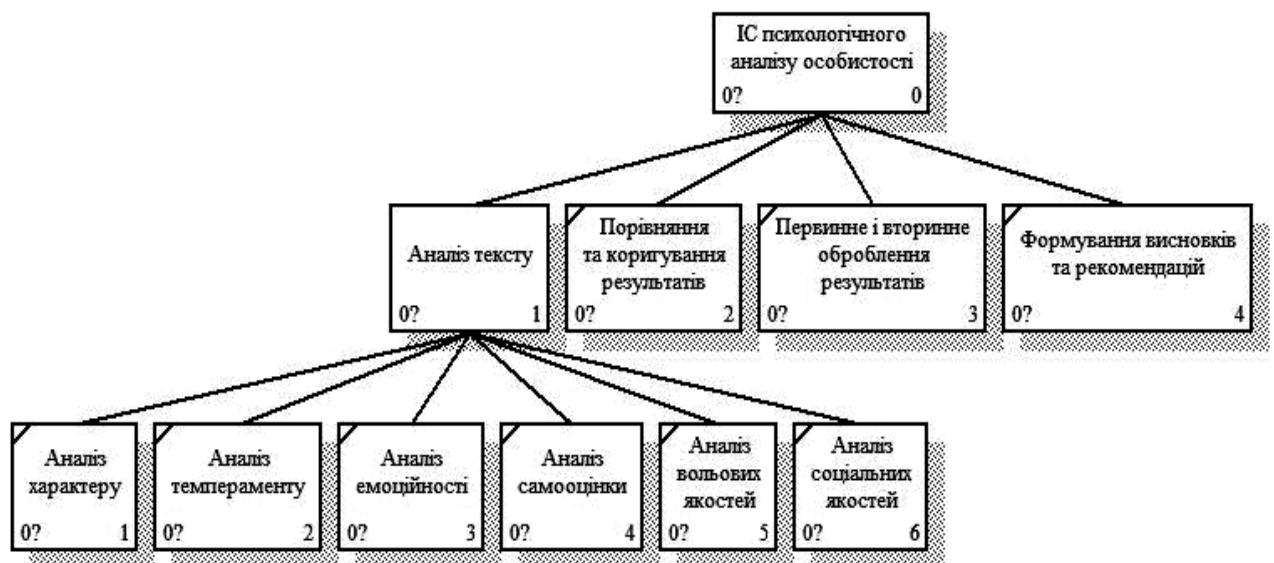 ІС психологічного
аналізу особистості
0? 0
Аналіз тексту
0? 1
Порівняння
та коригування
результатів
0? 2
Первинне і вторинне
оброблення
результатів
0? 3
Формування висновків
та рекомендацій
0? 4
Аналіз
характеру
0? 1
Аналіз
темпераменту
0? 2
Аналіз
емоційності
0? 3
Аналіз
самооцінки
0? 4
Аналіз
вольових
якостей
0? 5
Аналіз
соціальних
якостей
0? 6